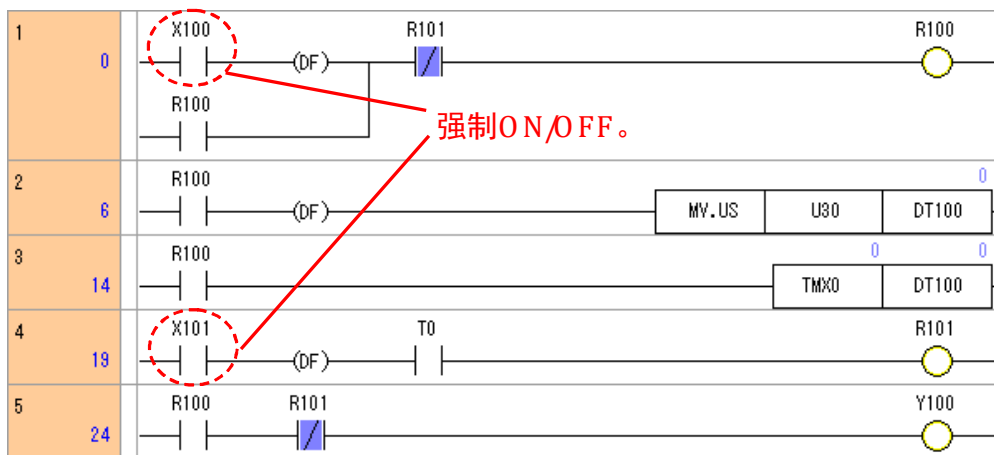 1 X100 R101 R100
0 (DF)
R100
强制ON/OFF。
2 R100 0
6 (DF) MV.US U30 DT100
3 R100 0 0
14 TMX0 DT100
4 X101 T0 R101
19 (DF)
5 R100 R101 Y100
24